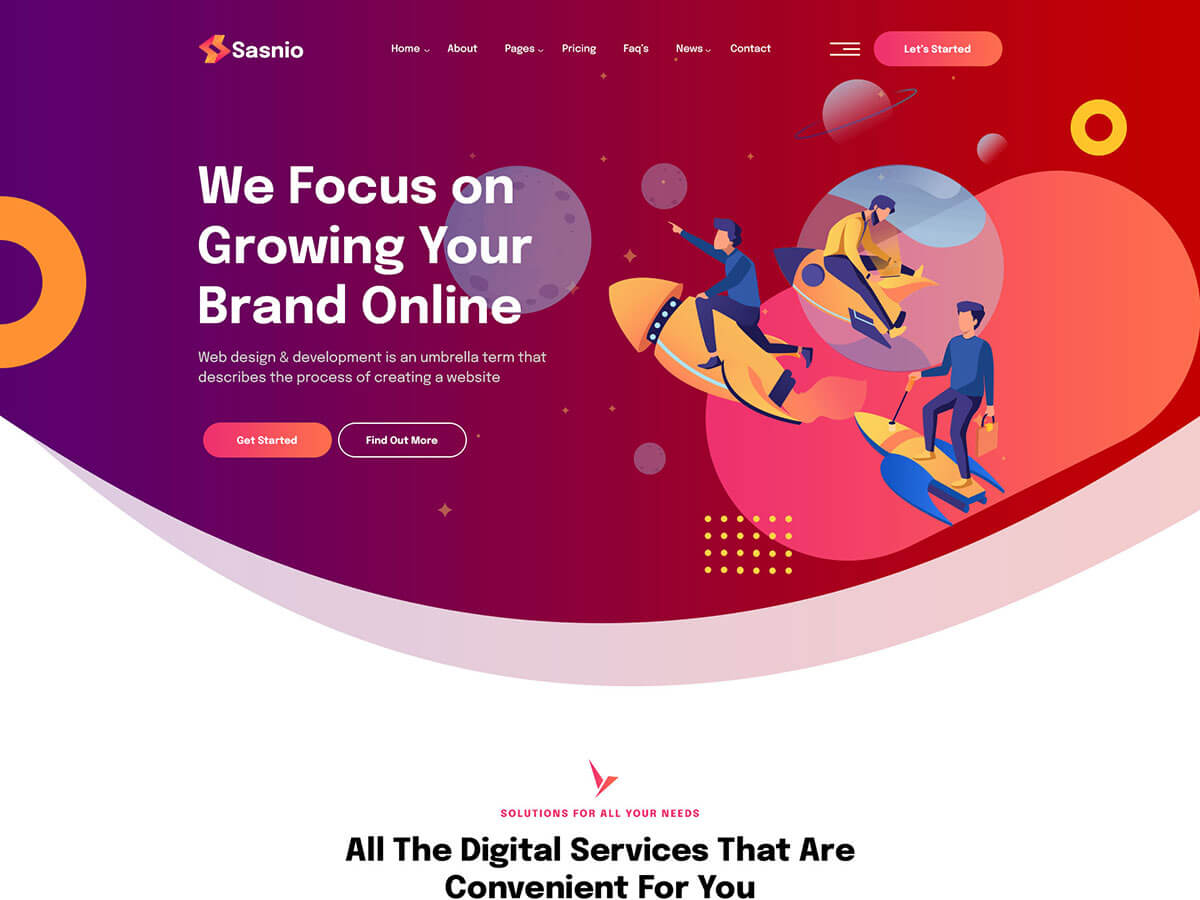 Sasnio
Home
About
Pages
Pricing
Faq's
News
Contact
Let's Started
We Focus on
Growing Your
Brand Online
Web design & development is an umbrella term that
describes the process of creating a website
Get Started
Find Out More
SOLUTIONS FOR ALL YOUR NEEDS
All The Digital Services That Are
Convenient For You